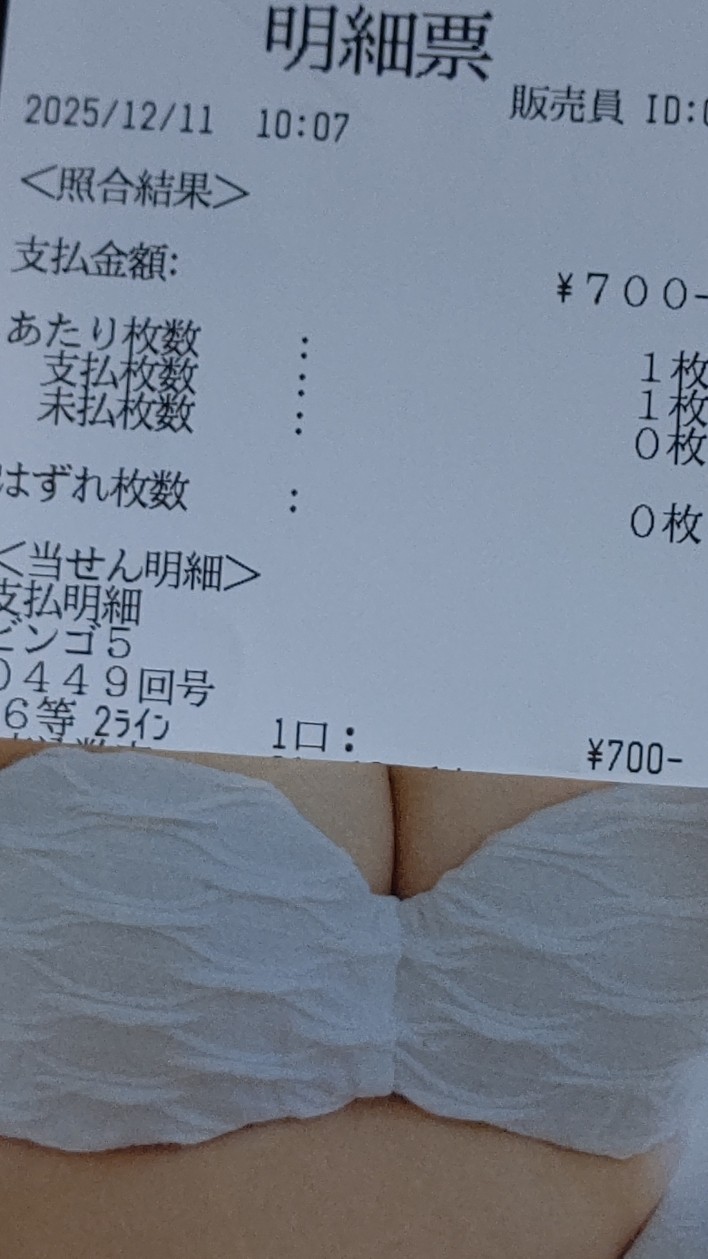 明細票
2025/12/11 10:07 販売員 ID:
<照合結果>
支払金額: ¥700-
あたり枚数 : 1枚
支払枚数 : 1枚
未払枚数 : 0枚
はずれ枚数 : 0枚
<当せん明細>
支払明細
ビンゴ5
0449回号
6等 2ライン 1口: ¥700-